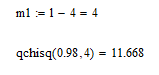 m1 := 1 − 4 = 4
qchisq(0.98,4) = 11.668